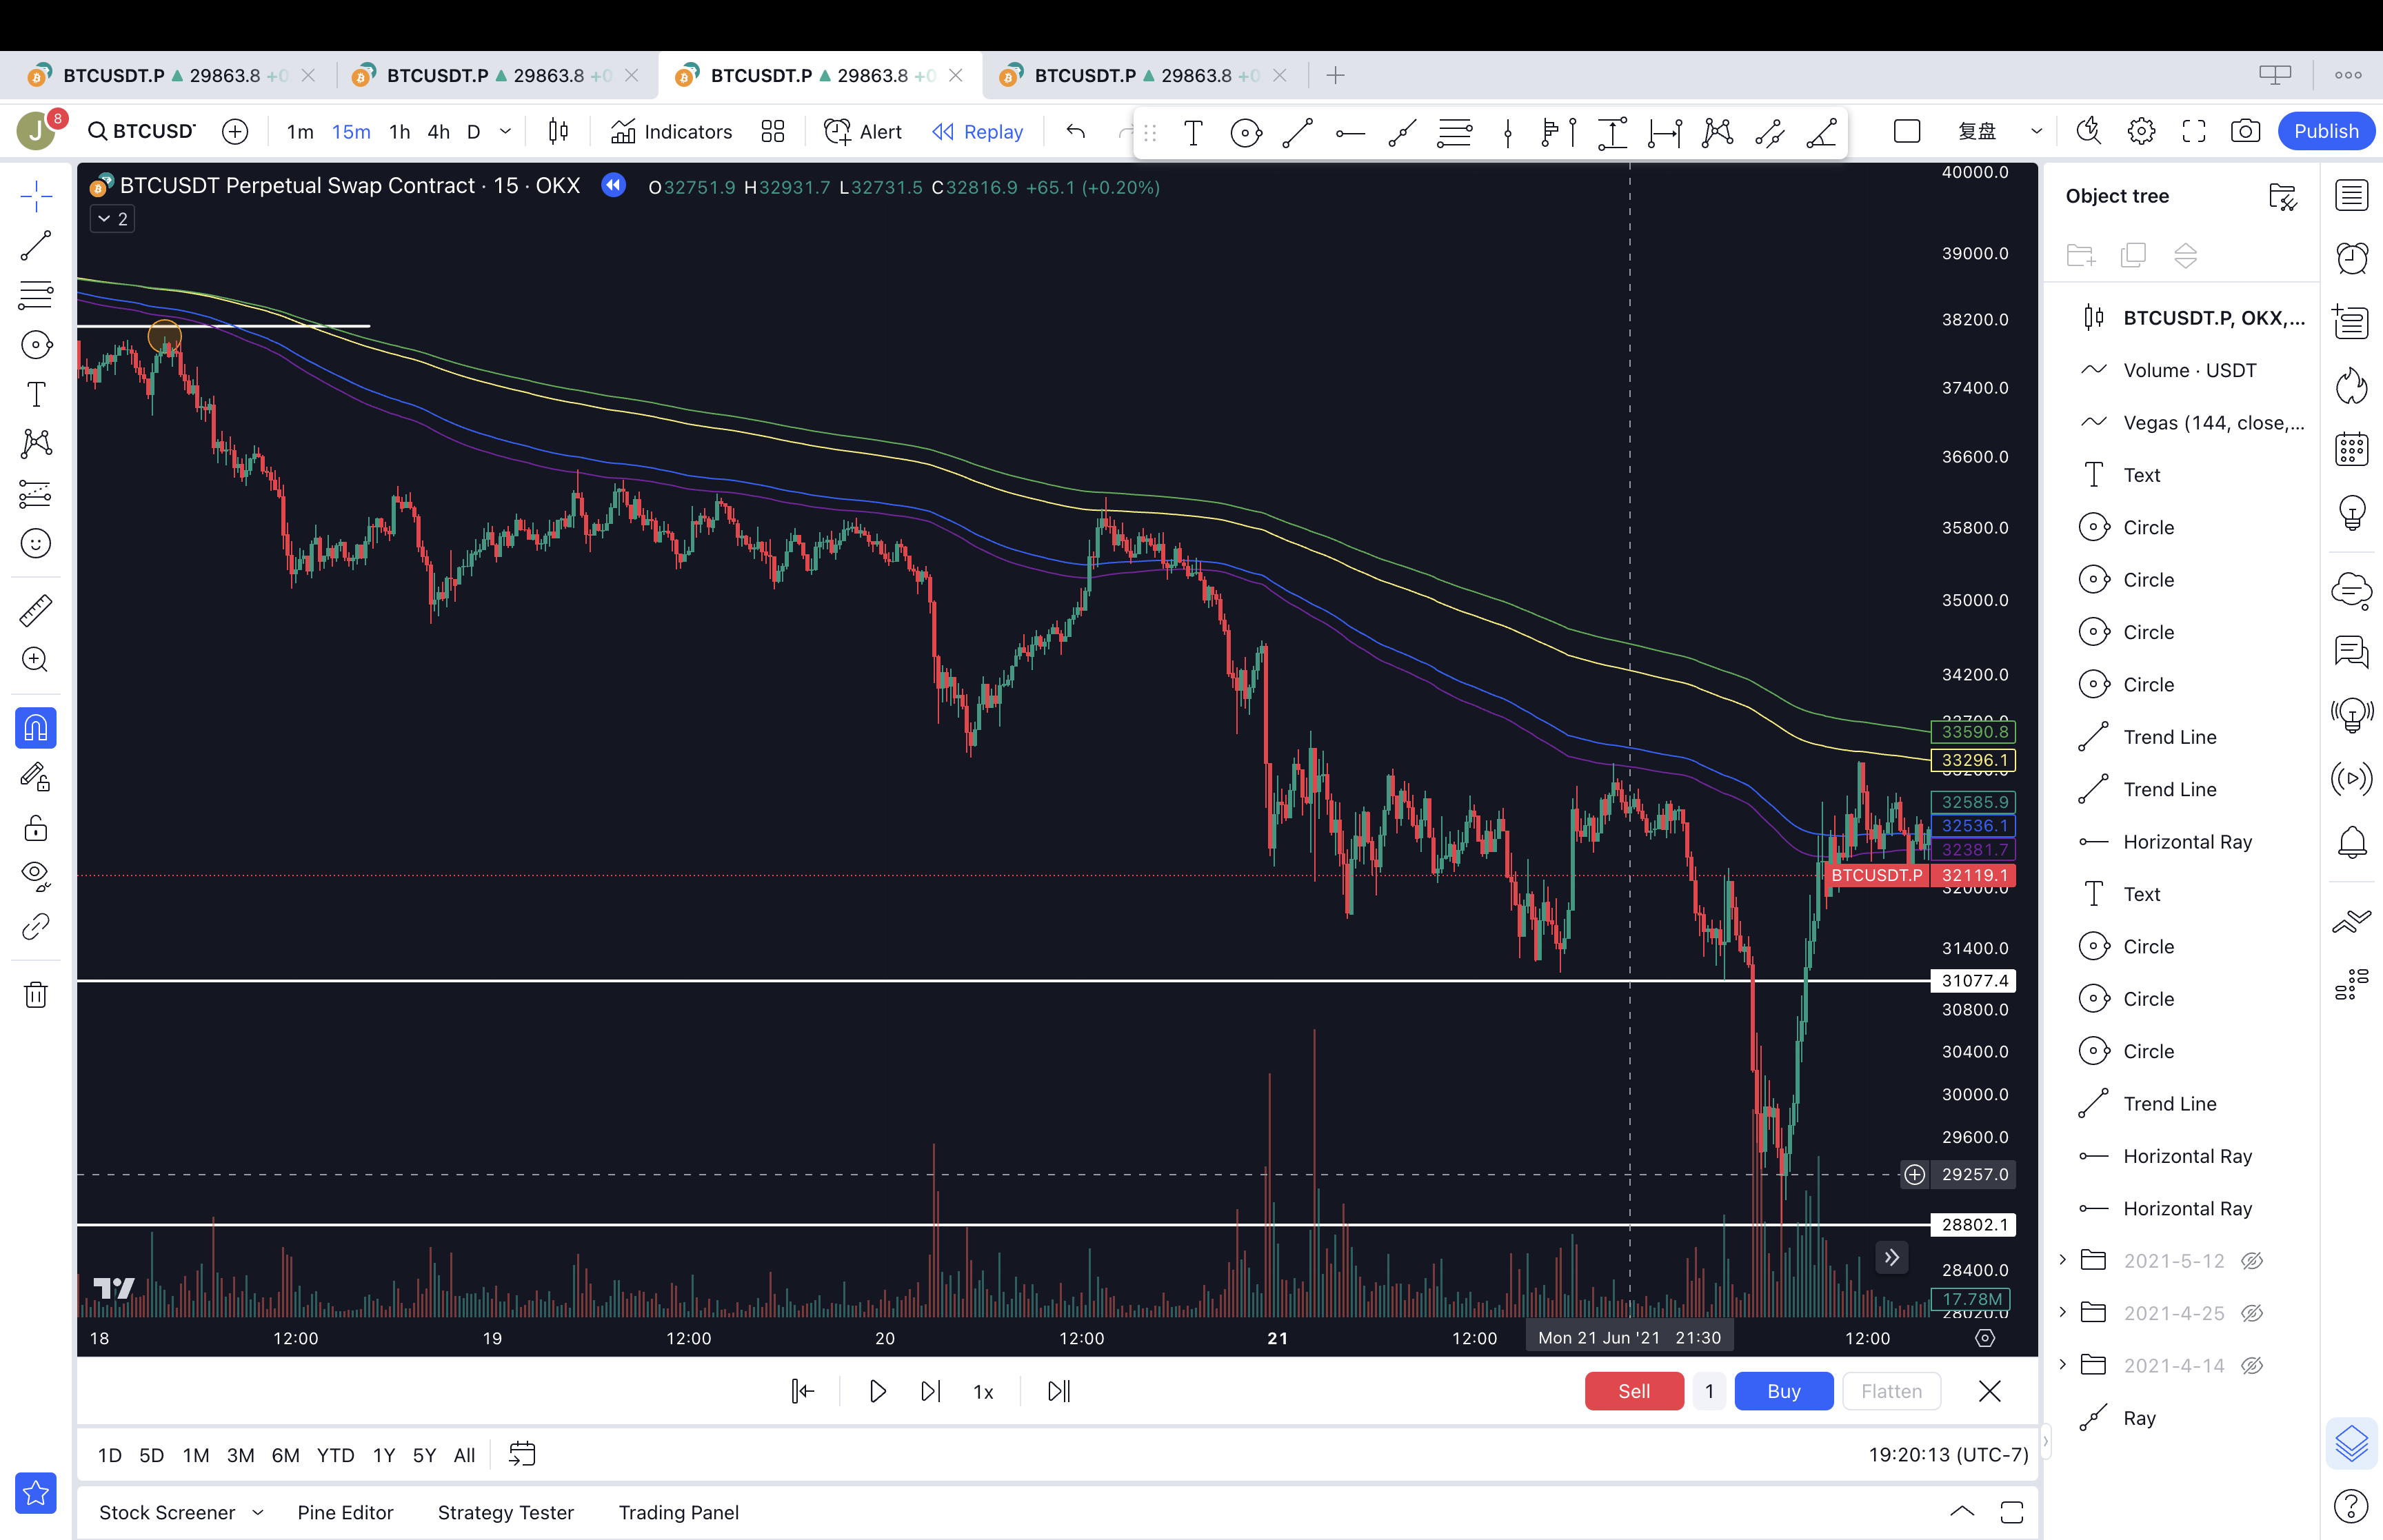 BTCUSDT.P 29863.8 +0
BTCUSDT.P 29863.8 +0
BTCUSDT.P 29863.8 +0
BTCUSDT.P 29863.8 +0
J 8 BTCUSD 1m 15m 1h 4h D Indicators Alert Replay T 复盘 Publish
BTCUSDT Perpetual Swap Contract · 15 · OKX O32751.9 H32931.7 L32731.5 C32816.9 +65.1 (+0.20%)
2
40000.0
39000.0
38200.0
37400.0
36600.0
35800.0
35000.0
34200.0
33590.8
33296.1
32585.9
32536.1
32381.7
BTCUSDT.P 32119.1
32000.0
31400.0
31077.4
30800.0
30400.0
30000.0
29600.0
29257.0
28802.1
28400.0
17.78M
28020.0
18 12:00 19 12:00 20 12:00 21 12:00 Mon 21 Jun '21 21:30 12:00
1x
Sell 1 Buy Flatten
1D 5D 1M 3M 6M YTD 1Y 5Y All
19:20:13 (UTC-7)
Stock Screener Pine Editor Strategy Tester Trading Panel
Object tree
BTCUSDT.P, OKX,...
Volume · USDT
Vegas (144, close,...
Text
Circle
Circle
Circle
Circle
Trend Line
Trend Line
Horizontal Ray
Text
Circle
Circle
Circle
Trend Line
Horizontal Ray
Horizontal Ray
2021-5-12
2021-4-25
2021-4-14
Ray